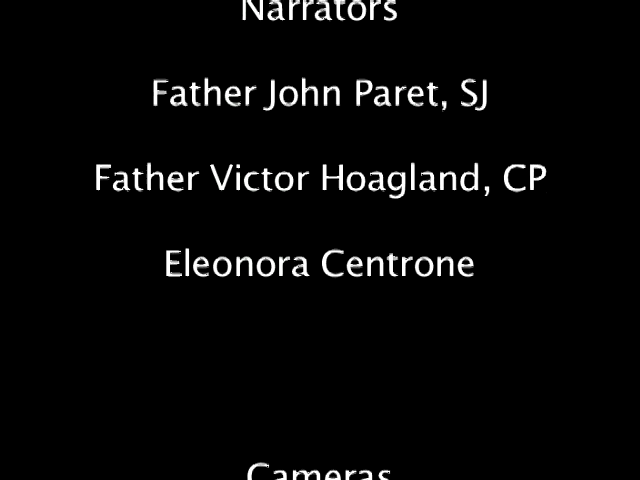 Narrators
Father John Paret, SJ
Father Victor Hoagland, CP
Eleonora Centrone
Cameras